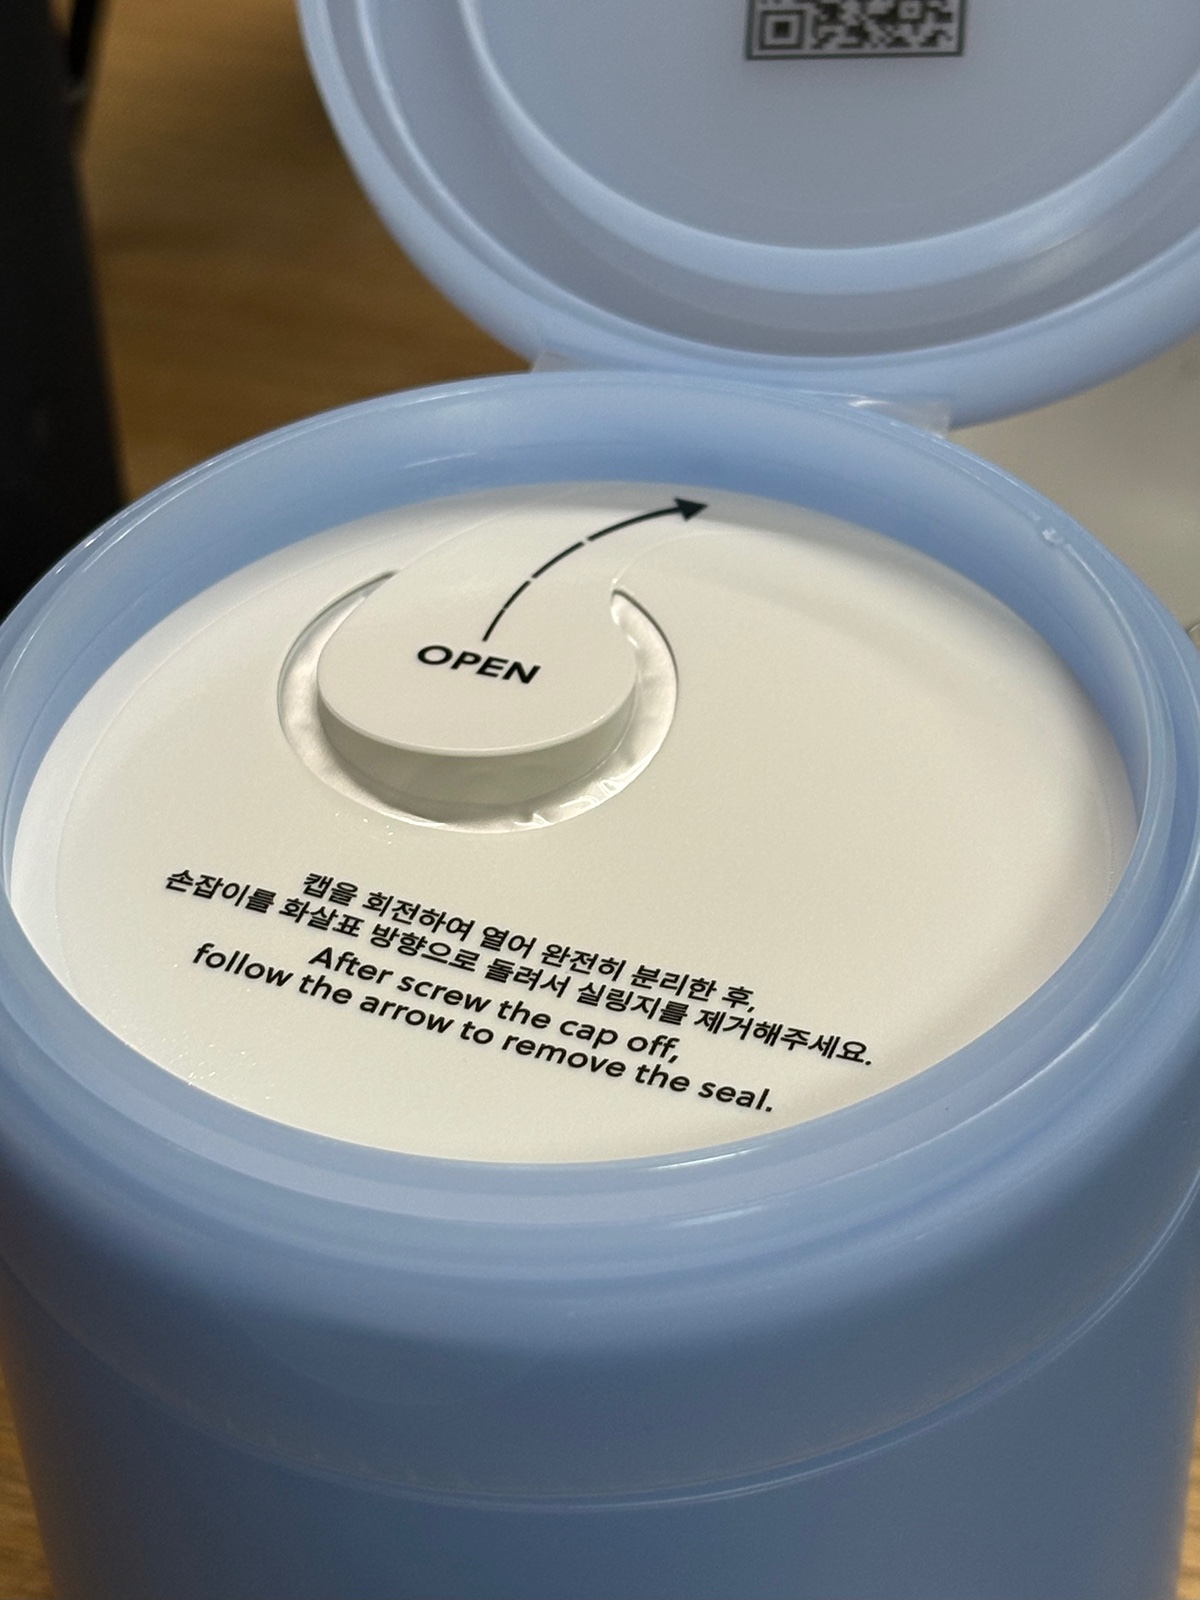 OPEN
캡을 회전하여 열어 완전히 분리한 후,
손잡이를 화살표 방향으로 돌려서 실링지를 제거해주세요.
After screw the cap off,
follow the arrow to remove the seal.